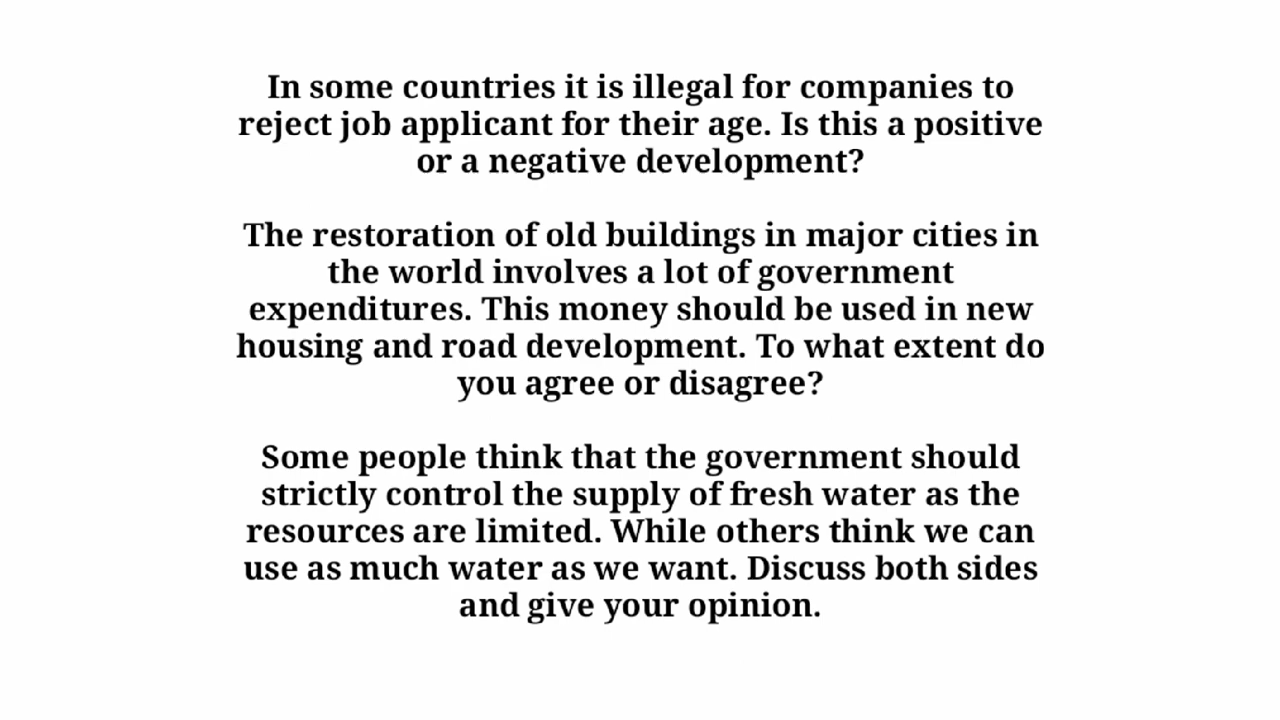 In some countries it is illegal for companies to
reject job applicant for their age. Is this a positive
or a negative development?
The restoration of old buildings in major cities in
the world involves a lot of government
expenditures. This money should be used in new
housing and road development. To what extent do
you agree or disagree?
Some people think that the government should
strictly control the supply of fresh water as the
resources are limited. While others think we can
use as much water as we want. Discuss both sides
and give your opinion.